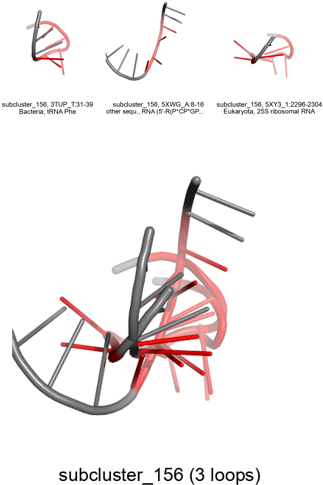 subcluster_156, 3TUP_T:31-39
Bacteria, tRNA Phe
subcluster_156, 5XWG_A:8-16
other sequ., RNA (5'-R(P*CP*GP...
subcluster_156, 5XY3_1:2296-2304
Eukaryota, 25S ribosomal RNA
subcluster_156 (3 loops)